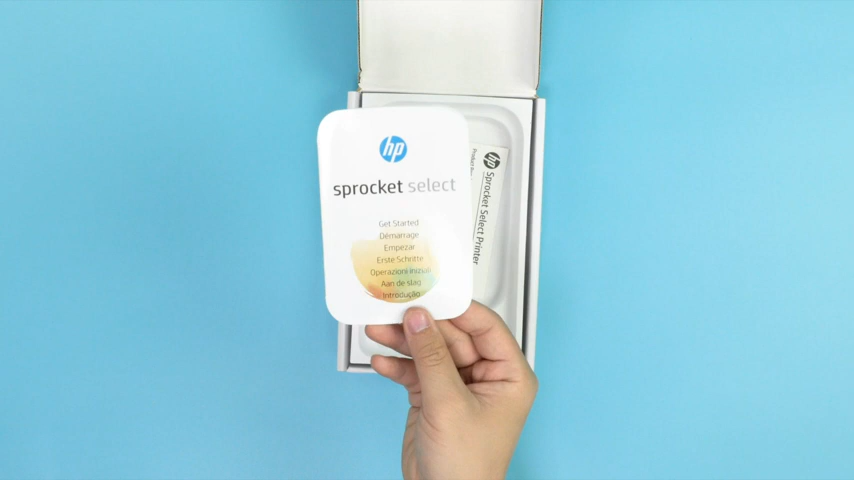 hp
sprocket select
Get Started
Démarrage
Empezar
Erste Schritte
Operazioni iniziali
Aan de slag
Introdução
hp Sprocket Select Printer
Product